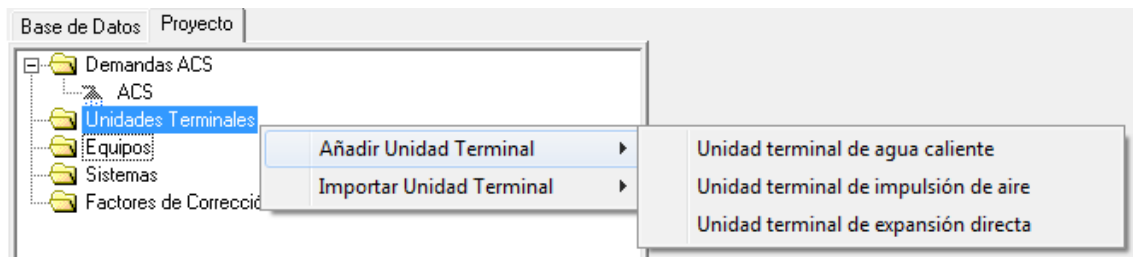 Base de Datos Proyecto
Demandas ACS
ACS
Unidades Terminales
Equipos
Sistemas
Factores de Correcció
Añadir Unidad Terminal
Importar Unidad Terminal
Unidad terminal de agua caliente
Unidad terminal de impulsión de aire
Unidad terminal de expansión directa